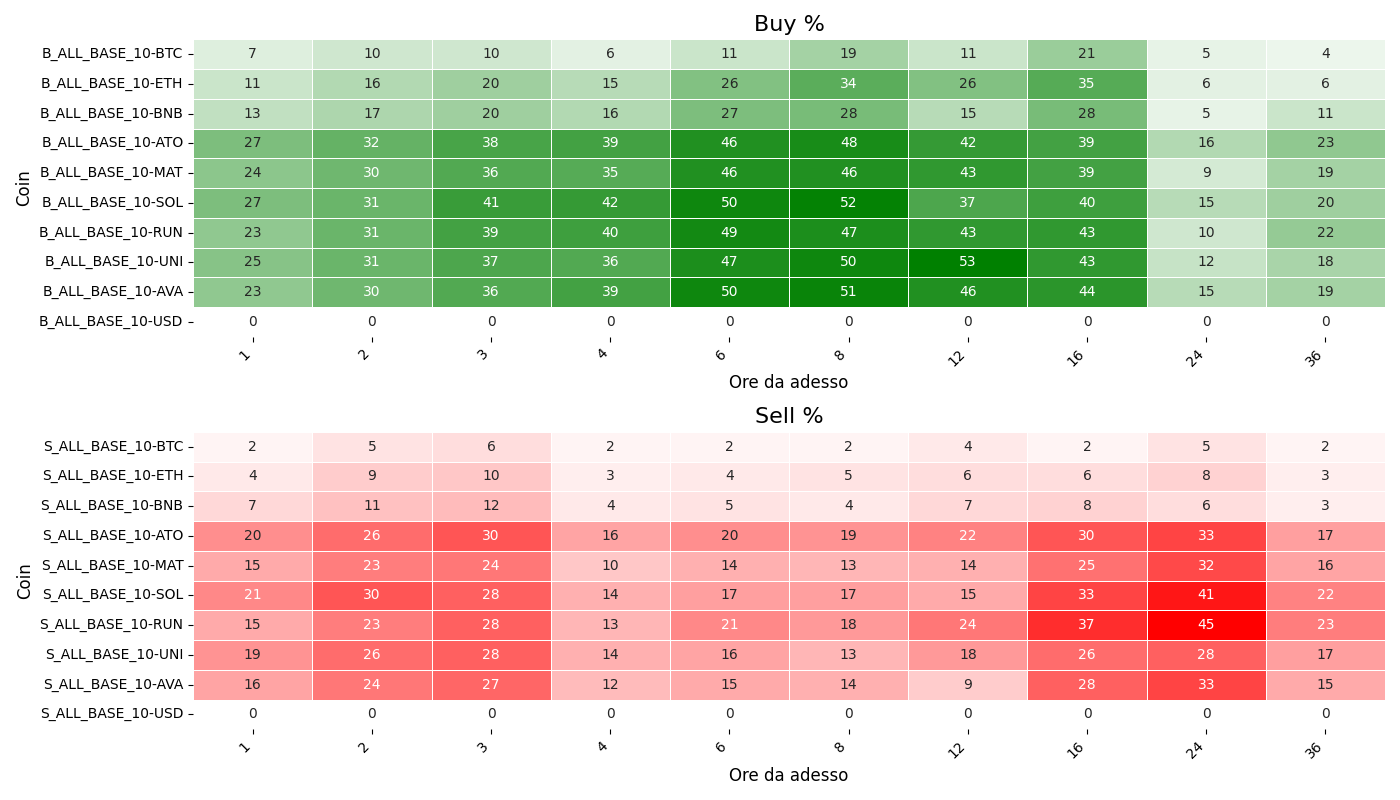 Buy %
Coin
B_ALL_BASE_10-BTC 7 10 10 6 11 19 11 21 5 4
B_ALL_BASE_10-ETH 11 16 20 15 26 34 26 35 6 6
B_ALL_BASE_10-BNB 13 17 20 16 27 28 15 28 5 11
B_ALL_BASE_10-ATO 27 32 38 39 46 48 42 39 16 23
B_ALL_BASE_10-MAT 24 30 36 35 46 46 43 39 9 19
B_ALL_BASE_10-SOL 27 31 41 42 50 52 37 40 15 20
B_ALL_BASE_10-RUN 23 31 39 40 49 47 43 43 10 22
B_ALL_BASE_10-UNI 25 31 37 36 47 50 53 43 12 18
B_ALL_BASE_10-AVA 23 30 36 39 50 51 46 44 15 19
B_ALL_BASE_10-USD 0 0 0 0 0 0 0 0 0 0
1 2 3 4 6 8 12 16 24 36
Ore da adesso
Sell %
Coin
S_ALL_BASE_10-BTC 2 5 6 2 2 2 4 2 5 2
S_ALL_BASE_10-ETH 4 9 10 3 4 5 6 6 8 3
S_ALL_BASE_10-BNB 7 11 12 4 5 4 7 8 6 3
S_ALL_BASE_10-ATO 20 26 30 16 20 19 22 30 33 17
S_ALL_BASE_10-MAT 15 23 24 10 14 13 14 25 32 16
S_ALL_BASE_10-SOL 21 30 28 14 17 17 15 33 41 22
S_ALL_BASE_10-RUN 15 23 28 13 21 18 24 37 45 23
S_ALL_BASE_10-UNI 19 26 28 14 16 13 18 26 28 17
S_ALL_BASE_10-AVA 16 24 27 12 15 14 9 28 33 15
S_ALL_BASE_10-USD 0 0 0 0 0 0 0 0 0 0
1 2 3 4 6 8 12 16 24 36
Ore da adesso